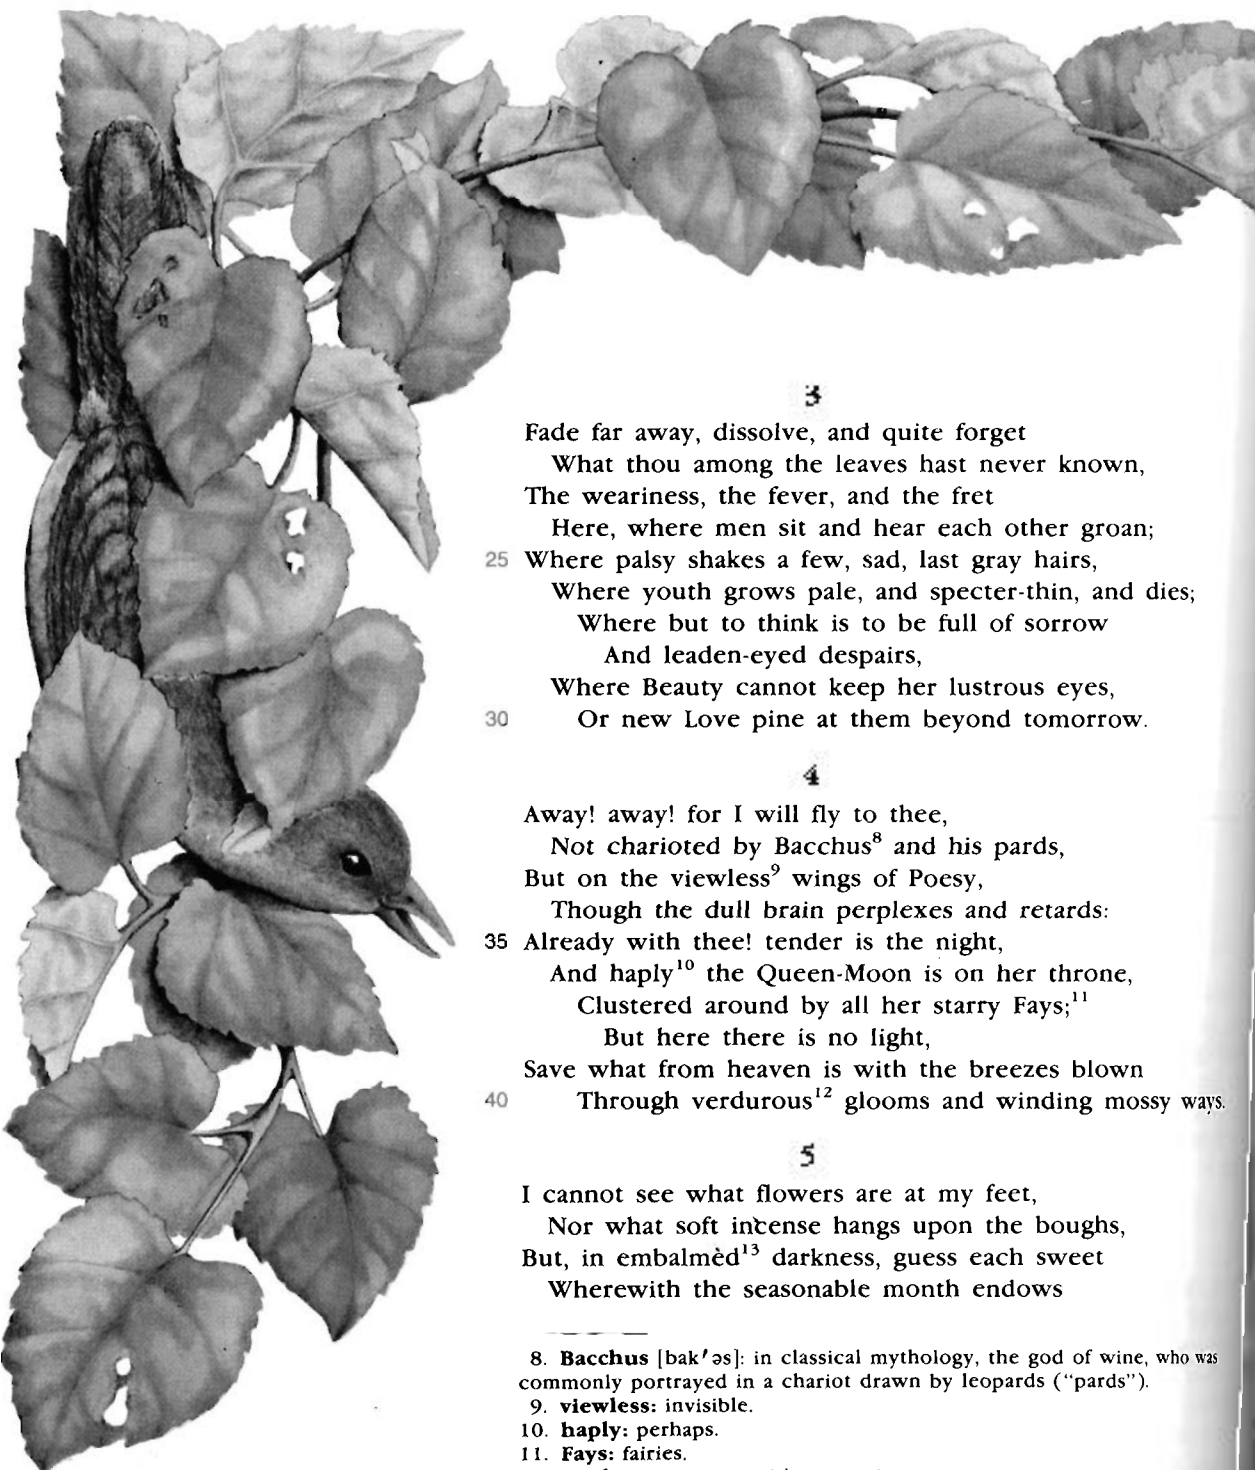 3
Fade far away, dissolve, and quite forget
What thou among the leaves hast never known,
The weariness, the fever, and the fret
Here, where men sit and hear each other groan;
25 Where palsy shakes a few, sad, last gray hairs,
Where youth grows pale, and specter-thin, and dies;
Where but to think is to be full of sorrow
And leaden-eyed despairs,
Where Beauty cannot keep her lustrous eyes,
30 Or new Love pine at them beyond tomorrow.
4
Away! away! for I will fly to thee,
Not charioted by Bacchus⁸ and his pards,
But on the viewless⁹ wings of Poesy,
Though the dull brain perplexes and retards:
35 Already with thee! tender is the night,
And haply¹⁰ the Queen-Moon is on her throne,
Clustered around by all her starry Fays;¹¹
But here there is no light,
Save what from heaven is with the breezes blown
40 Through verdurous¹² glooms and winding mossy ways.
5
I cannot see what flowers are at my feet,
Nor what soft incense hangs upon the boughs,
But, in embalmèd¹³ darkness, guess each sweet
Wherewith the seasonable month endows
8. Bacchus [bak′əs]: in classical mythology, the god of wine, who was
commonly portrayed in a chariot drawn by leopards ("pards").
9. viewless: invisible.
10. haply: perhaps.
11. Fays: fairies.